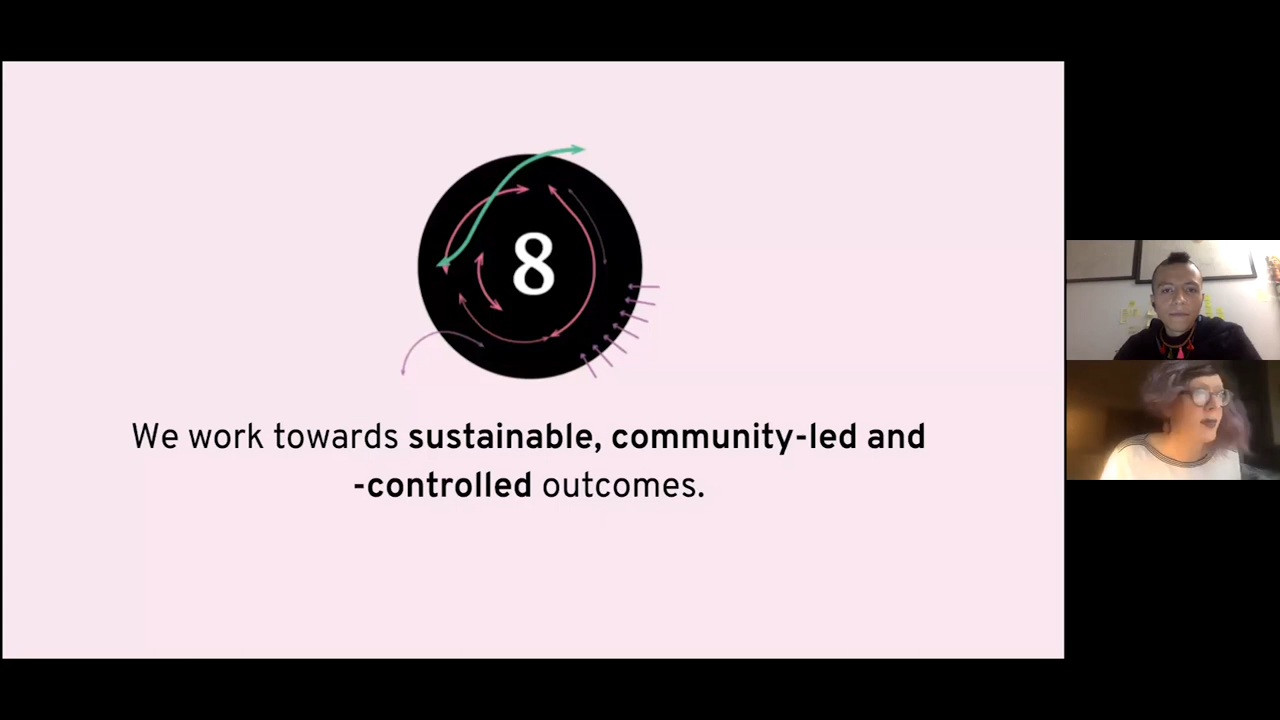 8
We work towards sustainable, community-led and
-controlled outcomes.